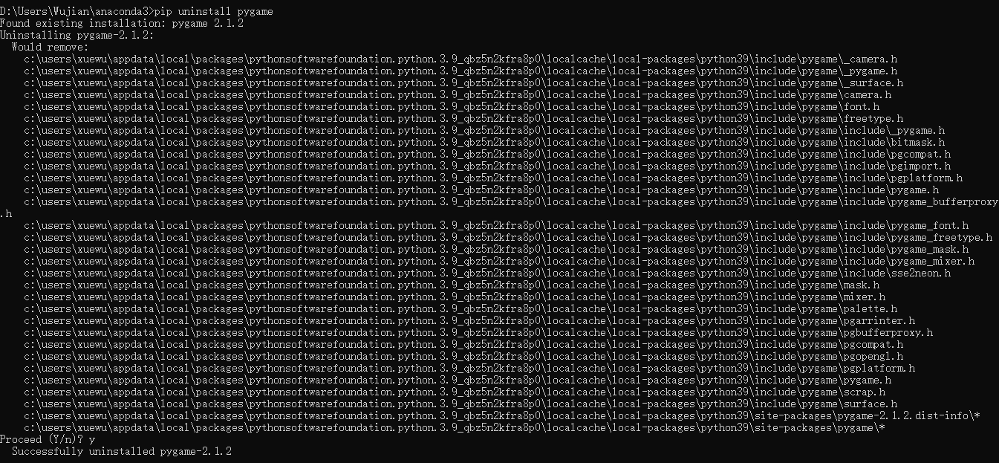 D:\Users\Wujian\anaconda3>pip uninstall pygame
Found existing installation: pygame 2.1.2
Uninstalling pygame-2.1.2:
  Would remove:
    c:\users\xuewu\appdata\local\packages\pythonsoftwarefoundation.python.3.9_qbz5n2kfra8p0\localcache\local-packages\python39\include\pygame\_camera.h
    c:\users\xuewu\appdata\local\packages\pythonsoftwarefoundation.python.3.9_qbz5n2kfra8p0\localcache\local-packages\python39\include\pygame\_pygame.h
    c:\users\xuewu\appdata\local\packages\pythonsoftwarefoundation.python.3.9_qbz5n2kfra8p0\localcache\local-packages\python39\include\pygame\_surface.h
    c:\users\xuewu\appdata\local\packages\pythonsoftwarefoundation.python.3.9_qbz5n2kfra8p0\localcache\local-packages\python39\include\pygame\camera.h
    c:\users\xuewu\appdata\local\packages\pythonsoftwarefoundation.python.3.9_qbz5n2kfra8p0\localcache\local-packages\python39\include\pygame\font.h
    c:\users\xuewu\appdata\local\packages\pythonsoftwarefoundation.python.3.9_qbz5n2kfra8p0\localcache\local-packages\python39\include\pygame\freetype.h
    c:\users\xuewu\appdata\local\packages\pythonsoftwarefoundation.python.3.9_qbz5n2kfra8p0\localcache\local-packages\python39\include\pygame\include\_pygame.h
    c:\users\xuewu\appdata\local\packages\pythonsoftwarefoundation.python.3.9_qbz5n2kfra8p0\localcache\local-packages\python39\include\pygame\include\bitmask.h
    c:\users\xuewu\appdata\local\packages\pythonsoftwarefoundation.python.3.9_qbz5n2kfra8p0\localcache\local-packages\python39\include\pygame\include\pgcompat.h
    c:\users\xuewu\appdata\local\packages\pythonsoftwarefoundation.python.3.9_qbz5n2kfra8p0\localcache\local-packages\python39\include\pygame\include\pgimport.h
    c:\users\xuewu\appdata\local\packages\pythonsoftwarefoundation.python.3.9_qbz5n2kfra8p0\localcache\local-packages\python39\include\pygame\include\pgplatform.h
    c:\users\xuewu\appdata\local\packages\pythonsoftwarefoundation.python.3.9_qbz5n2kfra8p0\localcache\local-packages\python39\include\pygame\include\pygame.h
    c:\users\xuewu\appdata\local\packages\pythonsoftwarefoundation.python.3.9_qbz5n2kfra8p0\localcache\local-packages\python39\include\pygame\include\pygame_bufferproxy
.h
    c:\users\xuewu\appdata\local\packages\pythonsoftwarefoundation.python.3.9_qbz5n2kfra8p0\localcache\local-packages\python39\include\pygame\include\pygame_font.h
    c:\users\xuewu\appdata\local\packages\pythonsoftwarefoundation.python.3.9_qbz5n2kfra8p0\localcache\local-packages\python39\include\pygame\include\pygame_freetype.h
    c:\users\xuewu\appdata\local\packages\pythonsoftwarefoundation.python.3.9_qbz5n2kfra8p0\localcache\local-packages\python39\include\pygame\include\pygame_mask.h
    c:\users\xuewu\appdata\local\packages\pythonsoftwarefoundation.python.3.9_qbz5n2kfra8p0\localcache\local-packages\python39\include\pygame\include\pygame_mixer.h
    c:\users\xuewu\appdata\local\packages\pythonsoftwarefoundation.python.3.9_qbz5n2kfra8p0\localcache\local-packages\python39\include\pygame\include\sse2neon.h
    c:\users\xuewu\appdata\local\packages\pythonsoftwarefoundation.python.3.9_qbz5n2kfra8p0\localcache\local-packages\python39\include\pygame\mask.h
    c:\users\xuewu\appdata\local\packages\pythonsoftwarefoundation.python.3.9_qbz5n2kfra8p0\localcache\local-packages\python39\include\pygame\mixer.h
    c:\users\xuewu\appdata\local\packages\pythonsoftwarefoundation.python.3.9_qbz5n2kfra8p0\localcache\local-packages\python39\include\pygame\palette.h
    c:\users\xuewu\appdata\local\packages\pythonsoftwarefoundation.python.3.9_qbz5n2kfra8p0\localcache\local-packages\python39\include\pygame\pgarrinter.h
    c:\users\xuewu\appdata\local\packages\pythonsoftwarefoundation.python.3.9_qbz5n2kfra8p0\localcache\local-packages\python39\include\pygame\pgbufferproxy.h
    c:\users\xuewu\appdata\local\packages\pythonsoftwarefoundation.python.3.9_qbz5n2kfra8p0\localcache\local-packages\python39\include\pygame\pgcompat.h
    c:\users\xuewu\appdata\local\packages\pythonsoftwarefoundation.python.3.9_qbz5n2kfra8p0\localcache\local-packages\python39\include\pygame\pgopengl.h
    c:\users\xuewu\appdata\local\packages\pythonsoftwarefoundation.python.3.9_qbz5n2kfra8p0\localcache\local-packages\python39\include\pygame\pgplatform.h
    c:\users\xuewu\appdata\local\packages\pythonsoftwarefoundation.python.3.9_qbz5n2kfra8p0\localcache\local-packages\python39\include\pygame\pygame.h
    c:\users\xuewu\appdata\local\packages\pythonsoftwarefoundation.python.3.9_qbz5n2kfra8p0\localcache\local-packages\python39\include\pygame\scrap.h
    c:\users\xuewu\appdata\local\packages\pythonsoftwarefoundation.python.3.9_qbz5n2kfra8p0\localcache\local-packages\python39\include\pygame\surface.h
    c:\users\xuewu\appdata\local\packages\pythonsoftwarefoundation.python.3.9_qbz5n2kfra8p0\localcache\local-packages\python39\site-packages\pygame-2.1.2.dist-info\*
    c:\users\xuewu\appdata\local\packages\pythonsoftwarefoundation.python.3.9_qbz5n2kfra8p0\localcache\local-packages\python39\site-packages\pygame\*
Proceed (Y/n)? y
  Successfully uninstalled pygame-2.1.2